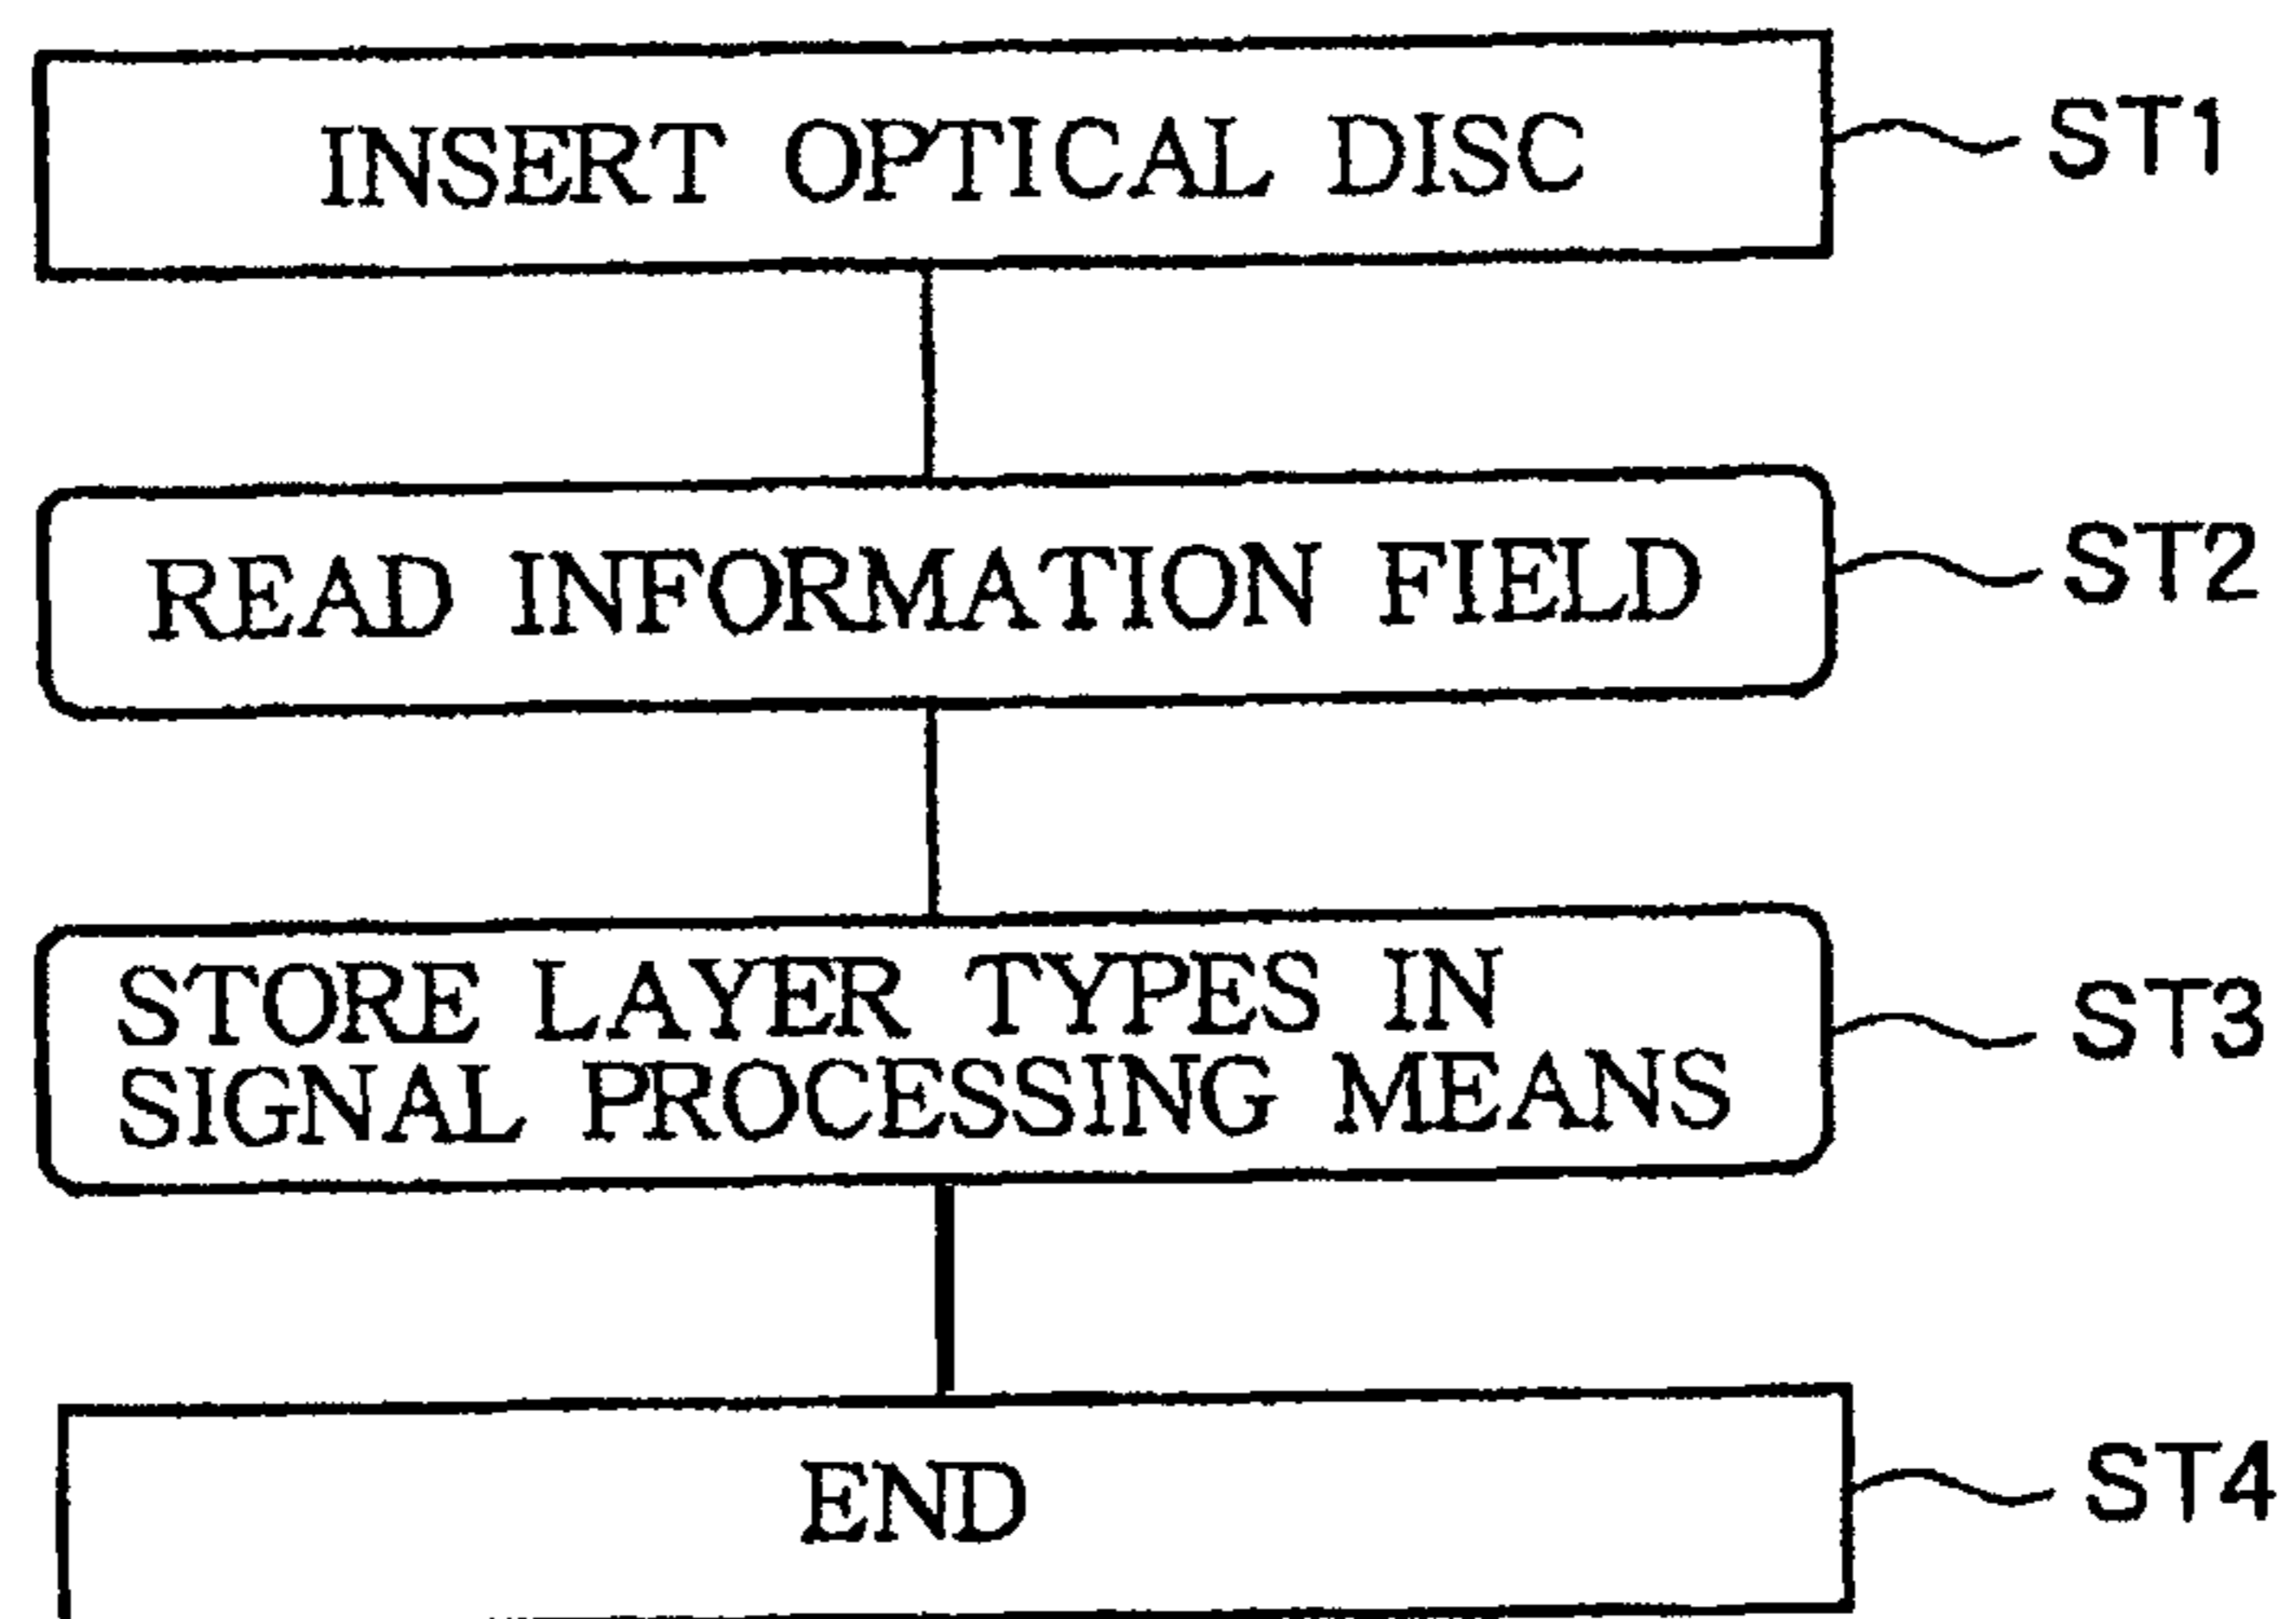 INSERT OPTICAL DISC
ST1
READ INFORMATION FIELD
ST2
STORE LAYER TYPES IN
SIGNAL PROCESSING MEANS
ST3
END
ST4